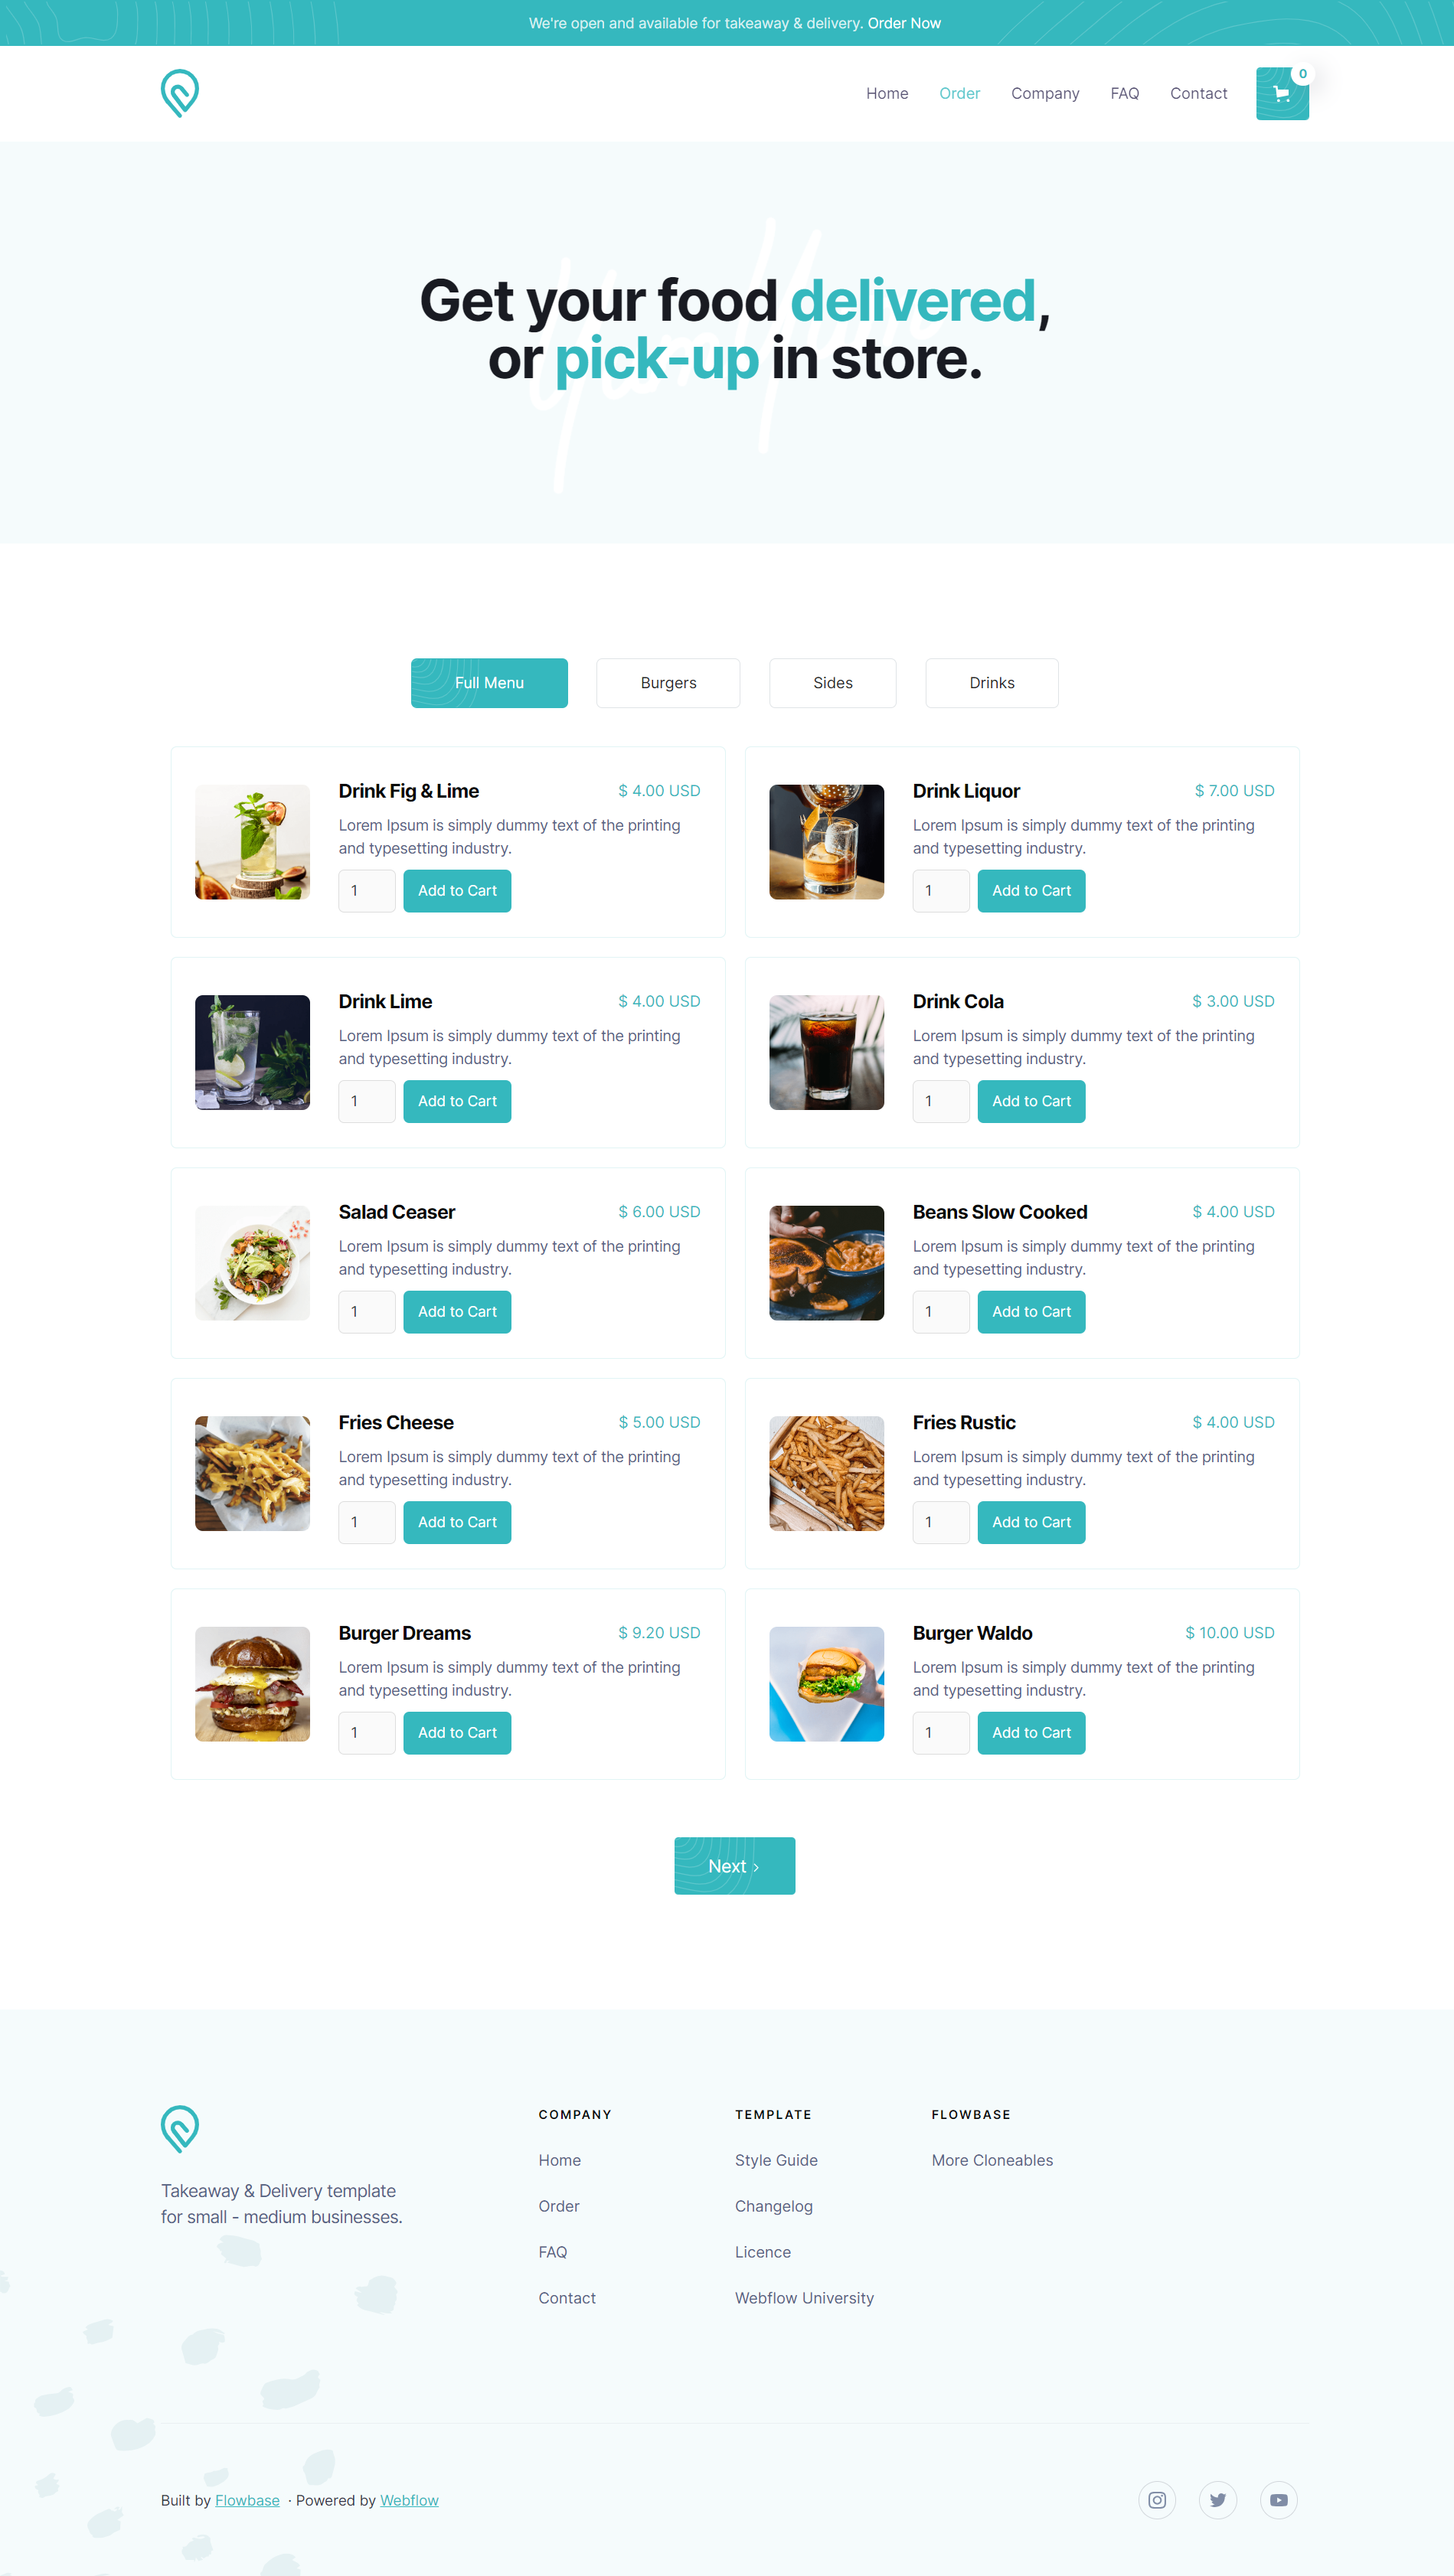 We're open and available for takeaway & delivery. Order Now
Home Order Company FAQ Contact 0
Get your food delivered,
or pick-up in store.
Full Menu Burgers Sides Drinks
Drink Fig & Lime $ 4.00 USD
Lorem Ipsum is simply dummy text of the printing
and typesetting industry.
1 Add to Cart
Drink Liquor $ 7.00 USD
Lorem Ipsum is simply dummy text of the printing
and typesetting industry.
1 Add to Cart
Drink Lime $ 4.00 USD
Lorem Ipsum is simply dummy text of the printing
and typesetting industry.
1 Add to Cart
Drink Cola $ 3.00 USD
Lorem Ipsum is simply dummy text of the printing
and typesetting industry.
1 Add to Cart
Salad Ceaser $ 6.00 USD
Lorem Ipsum is simply dummy text of the printing
and typesetting industry.
1 Add to Cart
Beans Slow Cooked $ 4.00 USD
Lorem Ipsum is simply dummy text of the printing
and typesetting industry.
1 Add to Cart
Fries Cheese $ 5.00 USD
Lorem Ipsum is simply dummy text of the printing
and typesetting industry.
1 Add to Cart
Fries Rustic $ 4.00 USD
Lorem Ipsum is simply dummy text of the printing
and typesetting industry.
1 Add to Cart
Burger Dreams $ 9.20 USD
Lorem Ipsum is simply dummy text of the printing
and typesetting industry.
1 Add to Cart
Burger Waldo $ 10.00 USD
Lorem Ipsum is simply dummy text of the printing
and typesetting industry.
1 Add to Cart
Next ›
Takeaway & Delivery template
for small - medium businesses.
COMPANY
Home
Order
FAQ
Contact
TEMPLATE
Style Guide
Changelog
Licence
Webflow University
FLOWBASE
More Cloneables
Built by Flowbase · Powered by Webflow